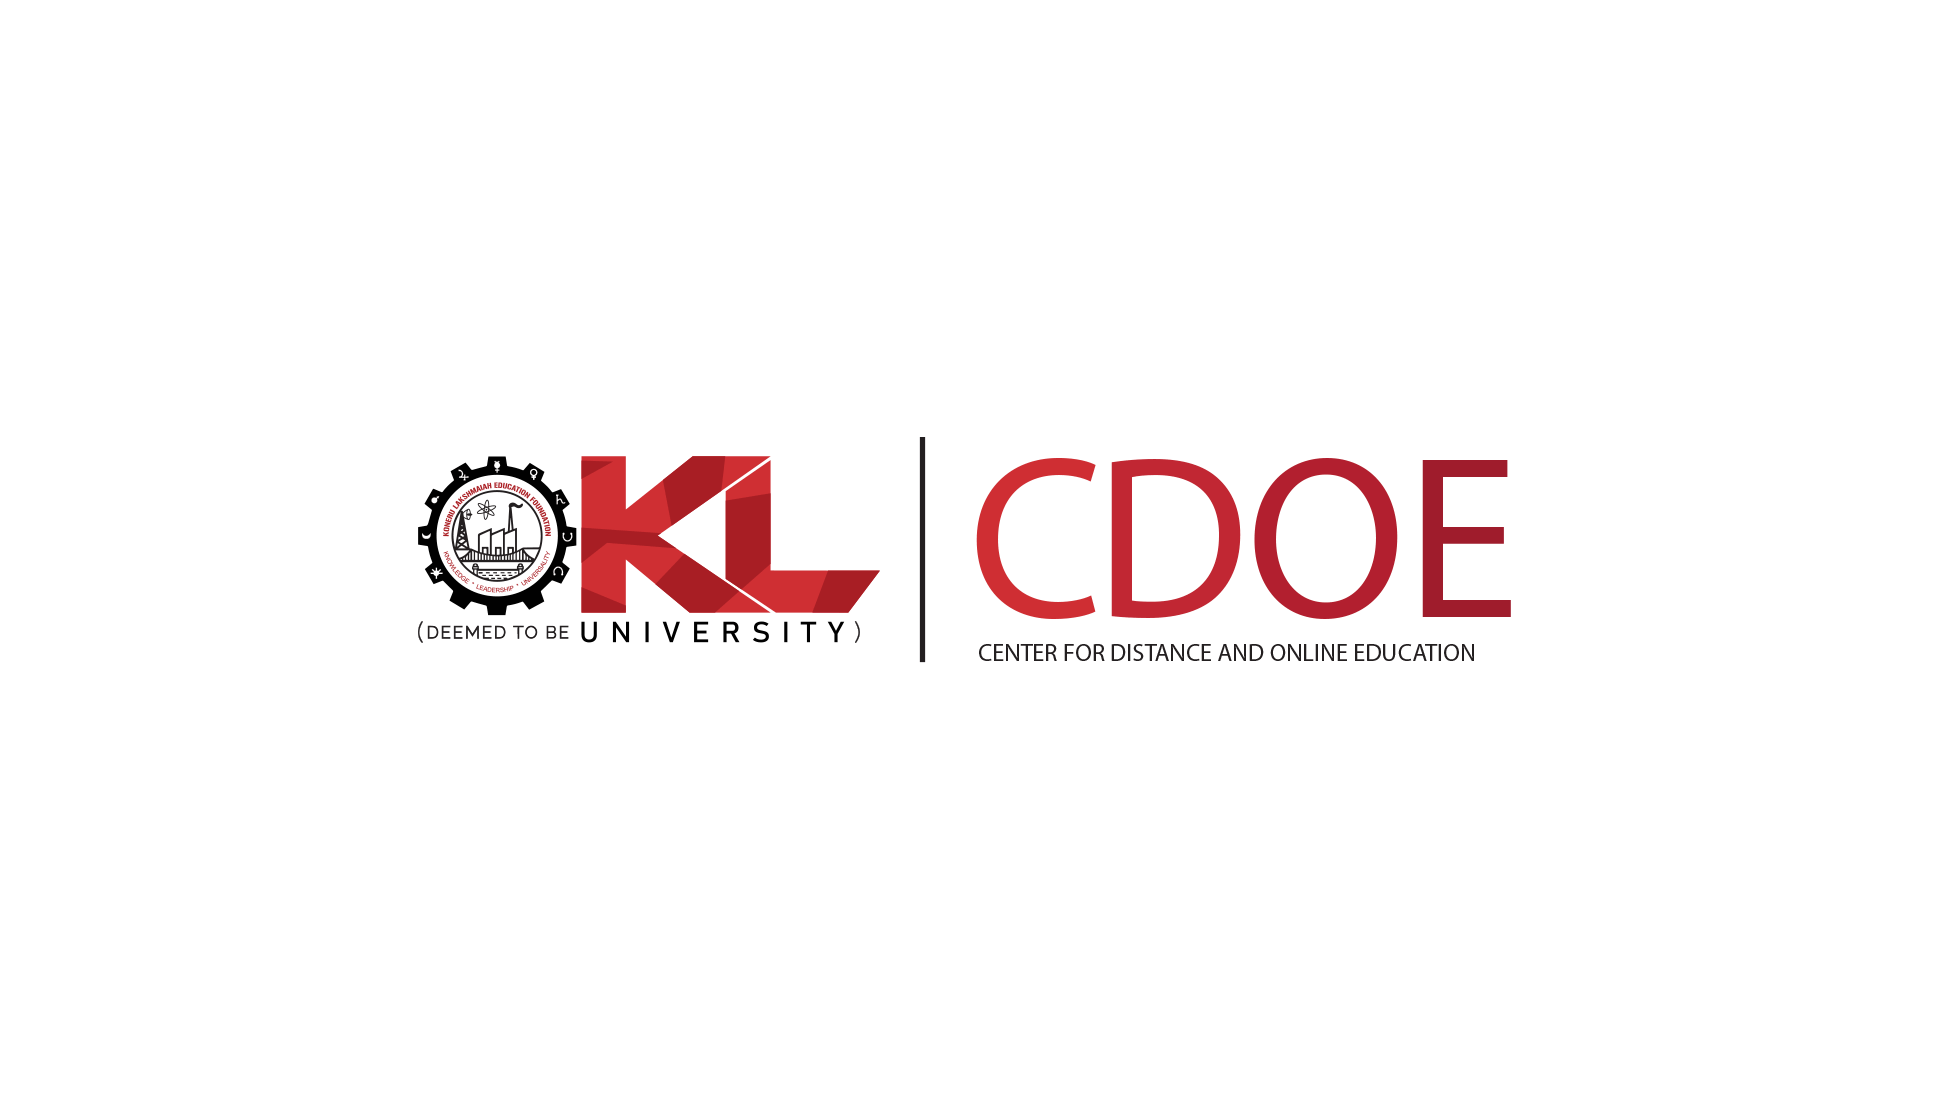 KONERU LAKSHMAIAH EDUCATION FOUNDATION
KNOWLEDGE • LEADERSHIP • UNIVERSALITY
KL
(DEEMED TO BE UNIVERSITY)
CDOE
CENTER FOR DISTANCE AND ONLINE EDUCATION